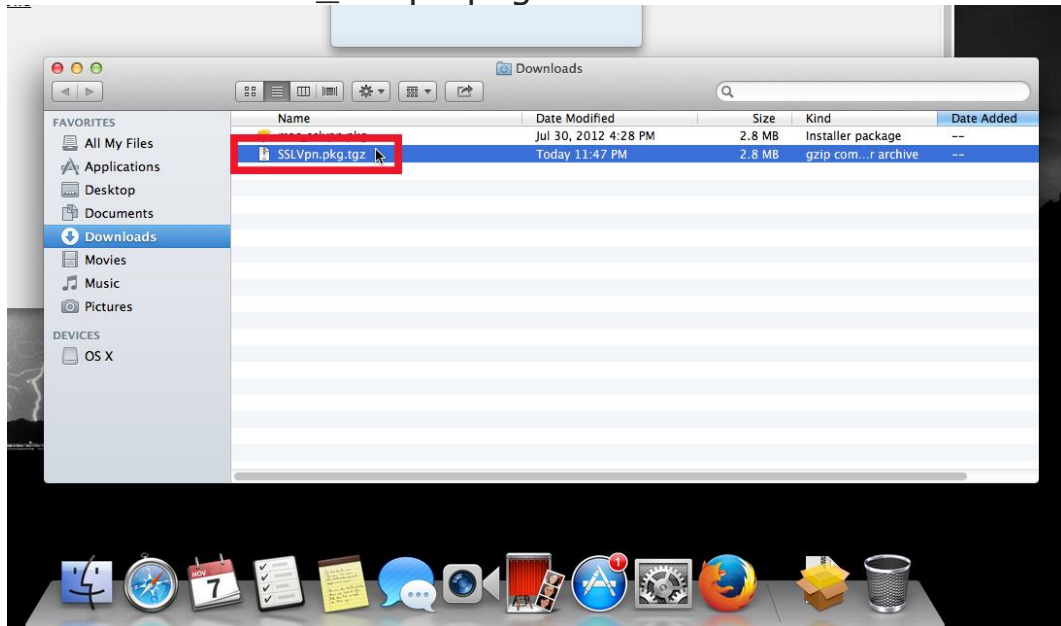 Downloads
FAVORITES
All My Files
Applications
Desktop
Documents
Downloads
Movies
Music
Pictures
DEVICES
OS X
Name Date Modified Size Kind Date Added
Jul 30, 2012 4:28 PM 2.8 MB Installer package --
SSLVpn.pkg.tgz Today 11:47 PM 2.8 MB gzip com...r archive --
NOV
7
1